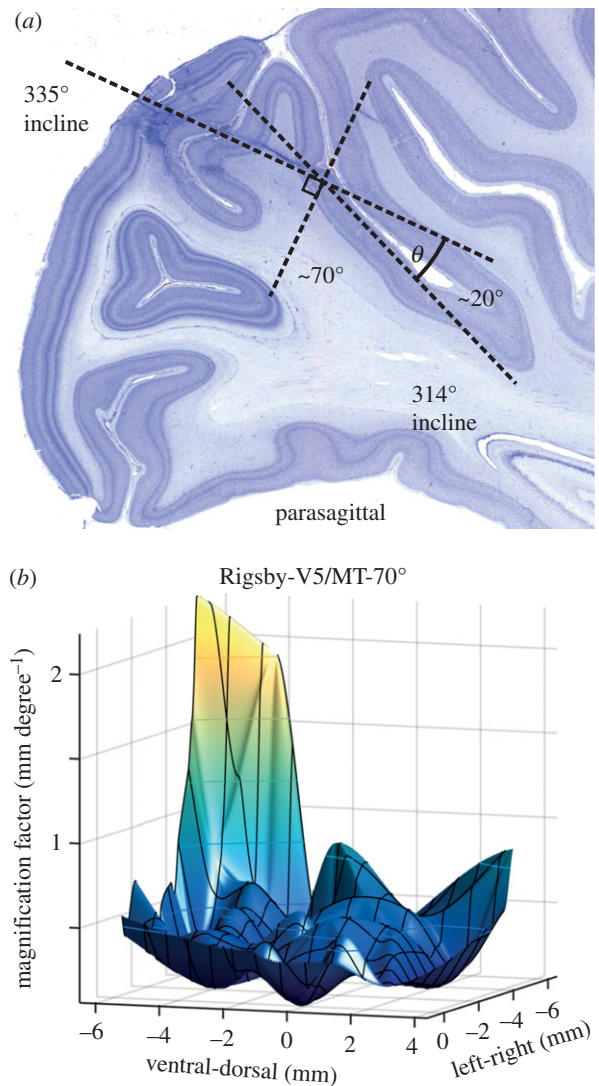 (a)
335°
incline
θ
~70°
~20°
314°
incline
parasagittal
(b)
Rigsby-V5/MT-70°
magnification factor (mm degree⁻¹)
2
1
–6
–4
–2
0
2
4
ventral-dorsal (mm)
0
–2
–4
–6
left-right (mm)